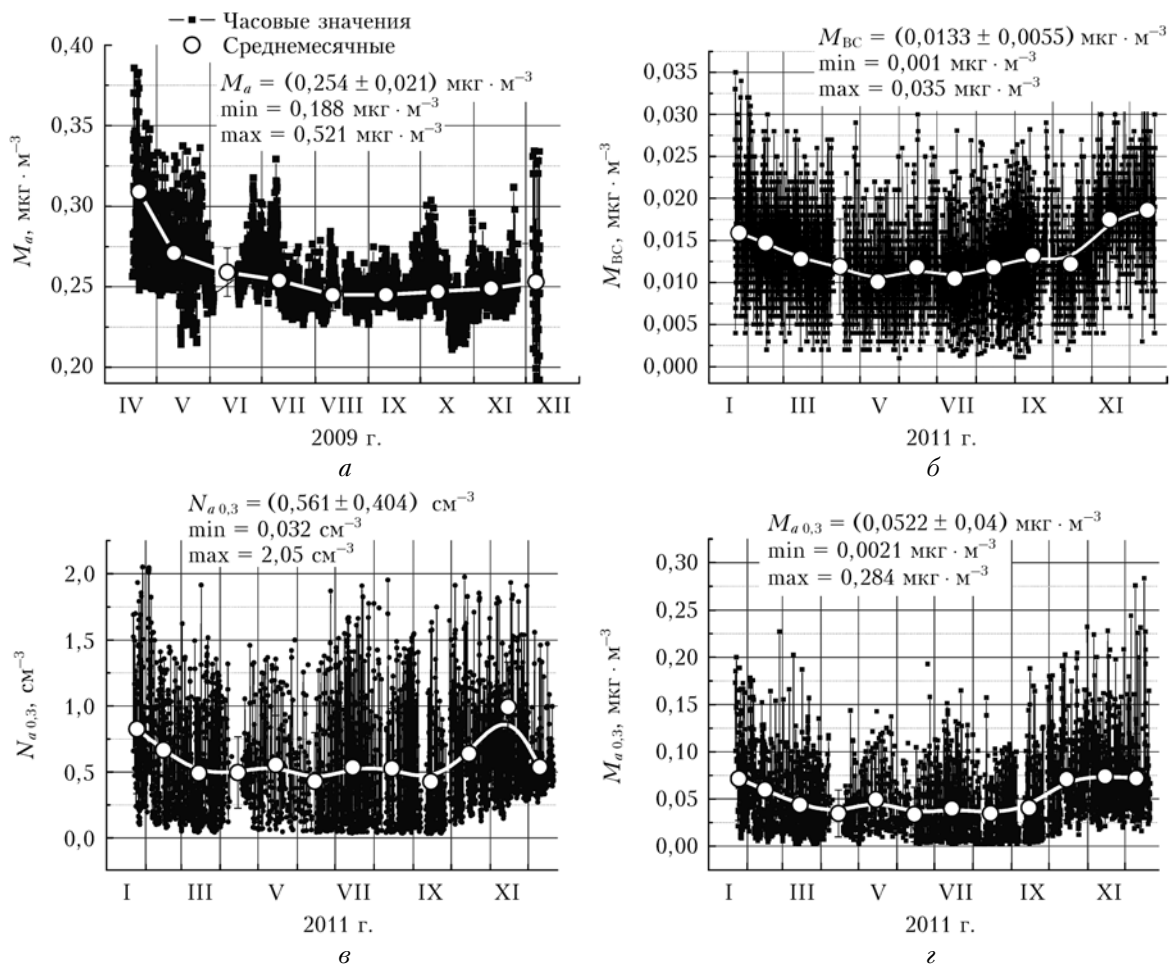 Часовые значения
Среднемесячные
M_a = (0,254 ± 0,021) мкг · м⁻³
min = 0,188 мкг · м⁻³
max = 0,521 мкг · м⁻³
0,40
0,35
0,30
0,25
0,20
M_a, мкг · м⁻³
IV V VI VII VIII IX X XI XII
2009 г.
а
M_BC = (0,0133 ± 0,0055) мкг · м⁻³
min = 0,001 мкг · м⁻³
max = 0,035 мкг · м⁻³
0,035
0,030
0,025
0,020
0,015
0,010
0,005
0,000
M_BC, мкг · м⁻³
I III V VII IX XI
2011 г.
б
N_a 0,3 = (0,561 ± 0,404) см⁻³
min = 0,032 см⁻³
max = 2,05 см⁻³
2,0
1,5
1,0
0,5
0,0
N_a 0,3, см⁻³
I III V VII IX XI
2011 г.
в
M_a 0,3 = (0,0522 ± 0,04) мкг · м⁻³
min = 0,0021 мкг · м⁻³
max = 0,284 мкг · м⁻³
0,30
0,25
0,20
0,15
0,10
0,05
0,00
M_a 0,3, мкг · м⁻³
I III V VII IX XI
2011 г.
г